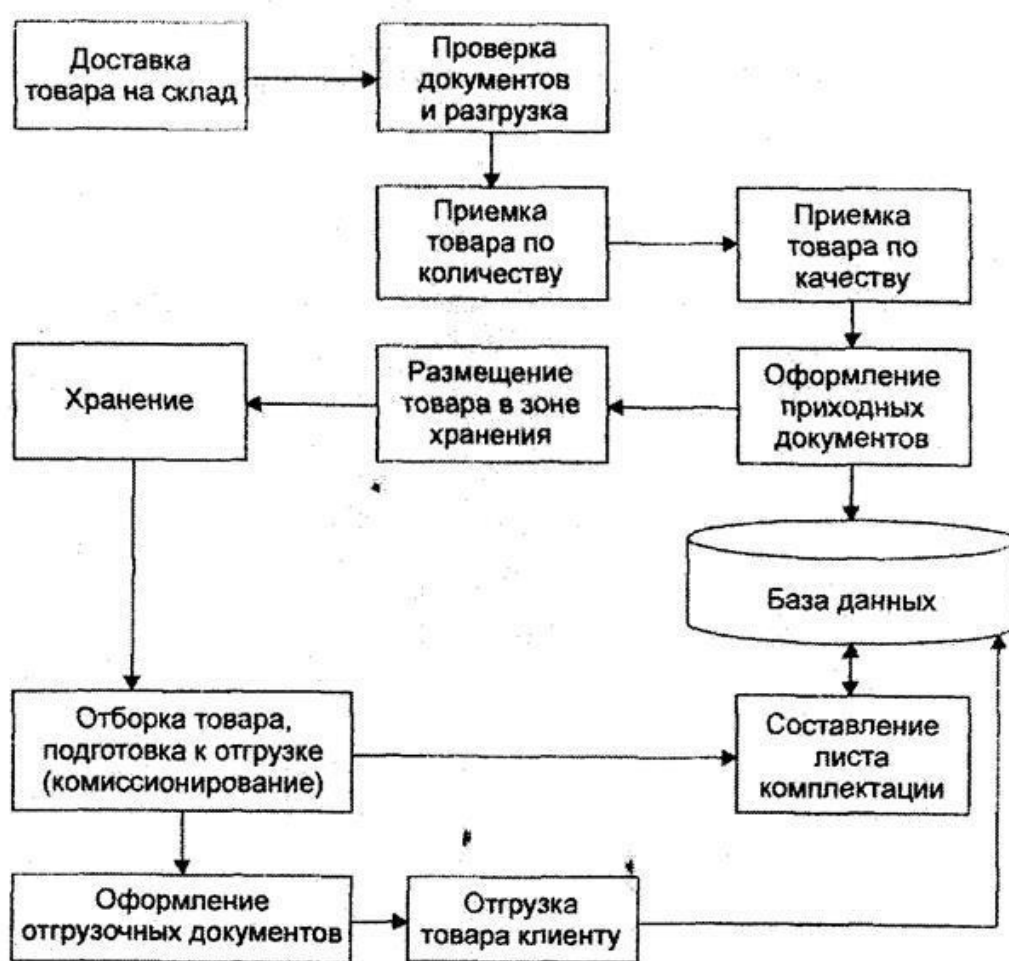 Доставка
товара на склад
Проверка
документов
и разгрузка
Приемка
товара по
количеству
Приемка
товара по
качеству
Хранение
Размещение
товара в зоне
хранения
Оформление
приходных
документов
База данных
Отборка товара,
подготовка к отгрузке
(комиссионирование)
Составление
листа
комплектации
Оформление
отгрузочных документов
Отгрузка
товара клиенту